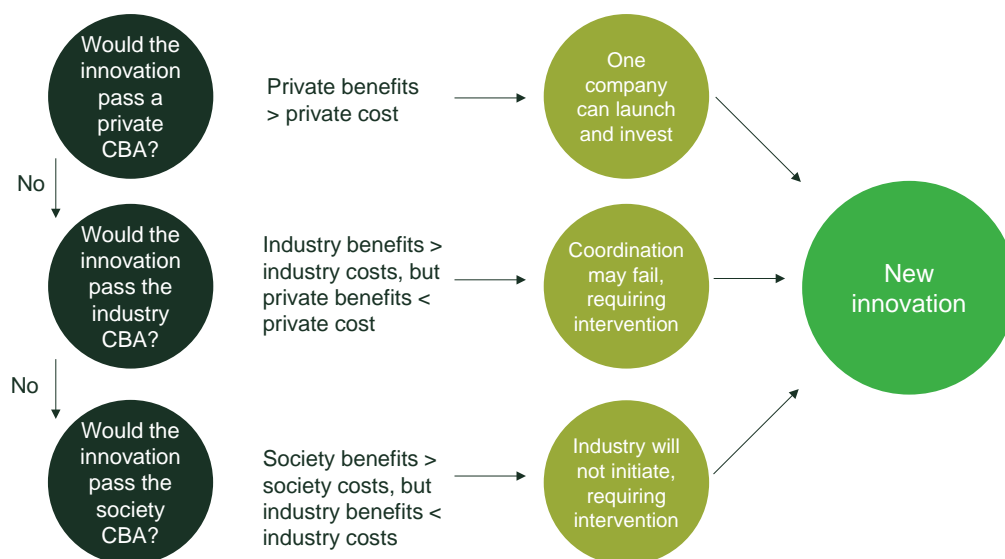 Would the
innovation
pass a
private
CBA?
Private benefits
> private cost
One
company
can launch
and invest
No
Would the
innovation
pass the
industry
CBA?
Industry benefits >
industry costs, but
private benefits <
private cost
Coordination
may fail,
requiring
intervention
New
innovation
No
Would the
innovation
pass the
society
CBA?
Society benefits >
society costs, but
industry benefits <
industry costs
Industry will
not initiate,
requiring
intervention